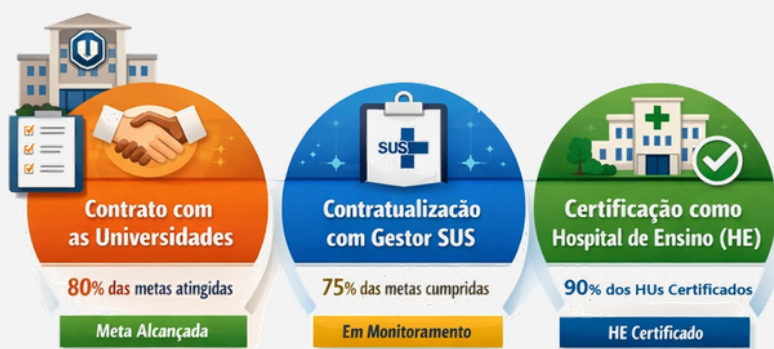 Contrato com
as Universidades
80% das metas atingidas
Meta Alcançada
SUS
Contratualizacão
com Gestor SUS
75% das metas cumpridas
Em Monitoramento
Certificação como
Hospital de Ensino (HE)
90% dos HUs Certificados
HE Certificado